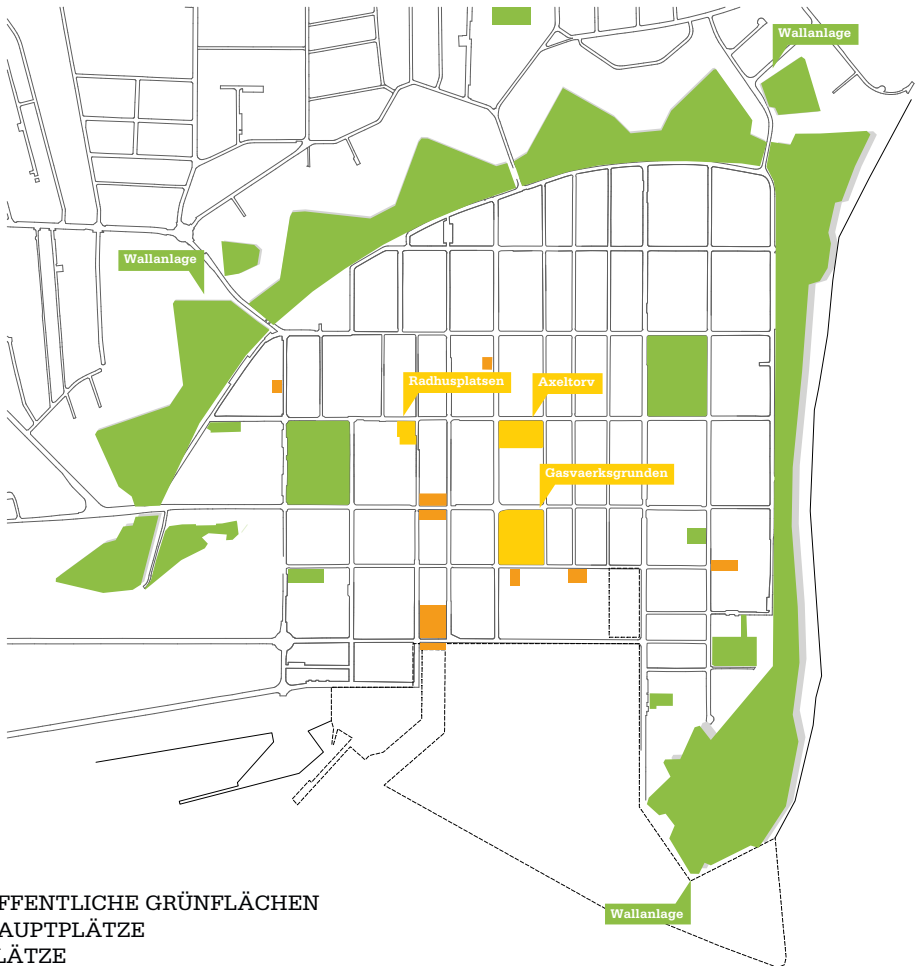 Wallanlage
Wallanlage
Radhusplatsen
Axeltorv
Gasvaerksgrunden
Wallanlage
FFENTLICHE GRÜNFLÄCHEN
AUPTPLÄTZE
LÄTZE